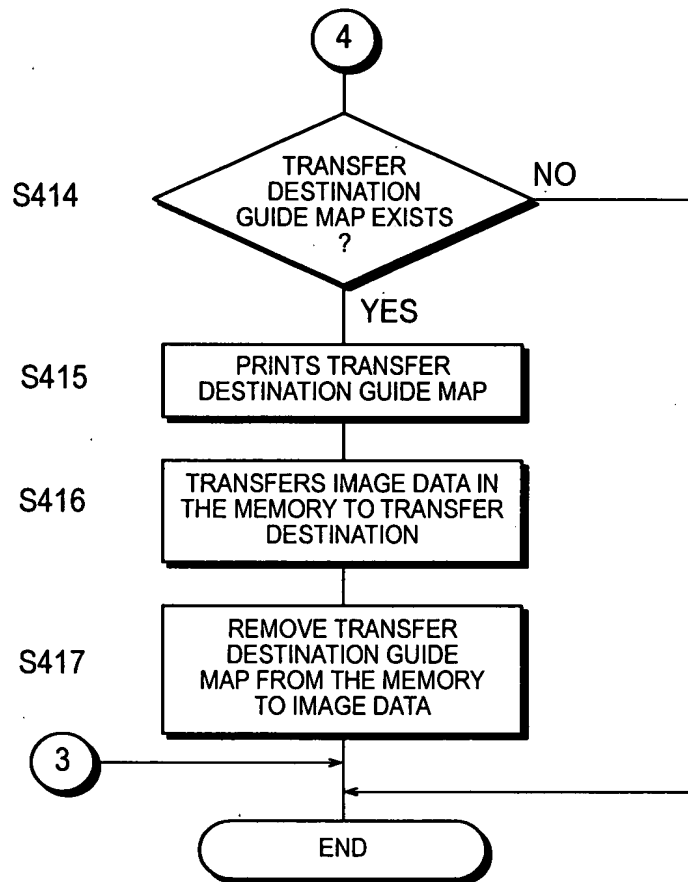 4
S414
TRANSFER
DESTINATION
GUIDE MAP EXISTS
?
NO
YES
S415
PRINTS TRANSFER
DESTINATION GUIDE MAP
S416
TRANSFERS IMAGE DATA IN
THE MEMORY TO TRANSFER
DESTINATION
S417
REMOVE TRANSFER
DESTINATION GUIDE
MAP FROM THE MEMORY
TO IMAGE DATA
3
END